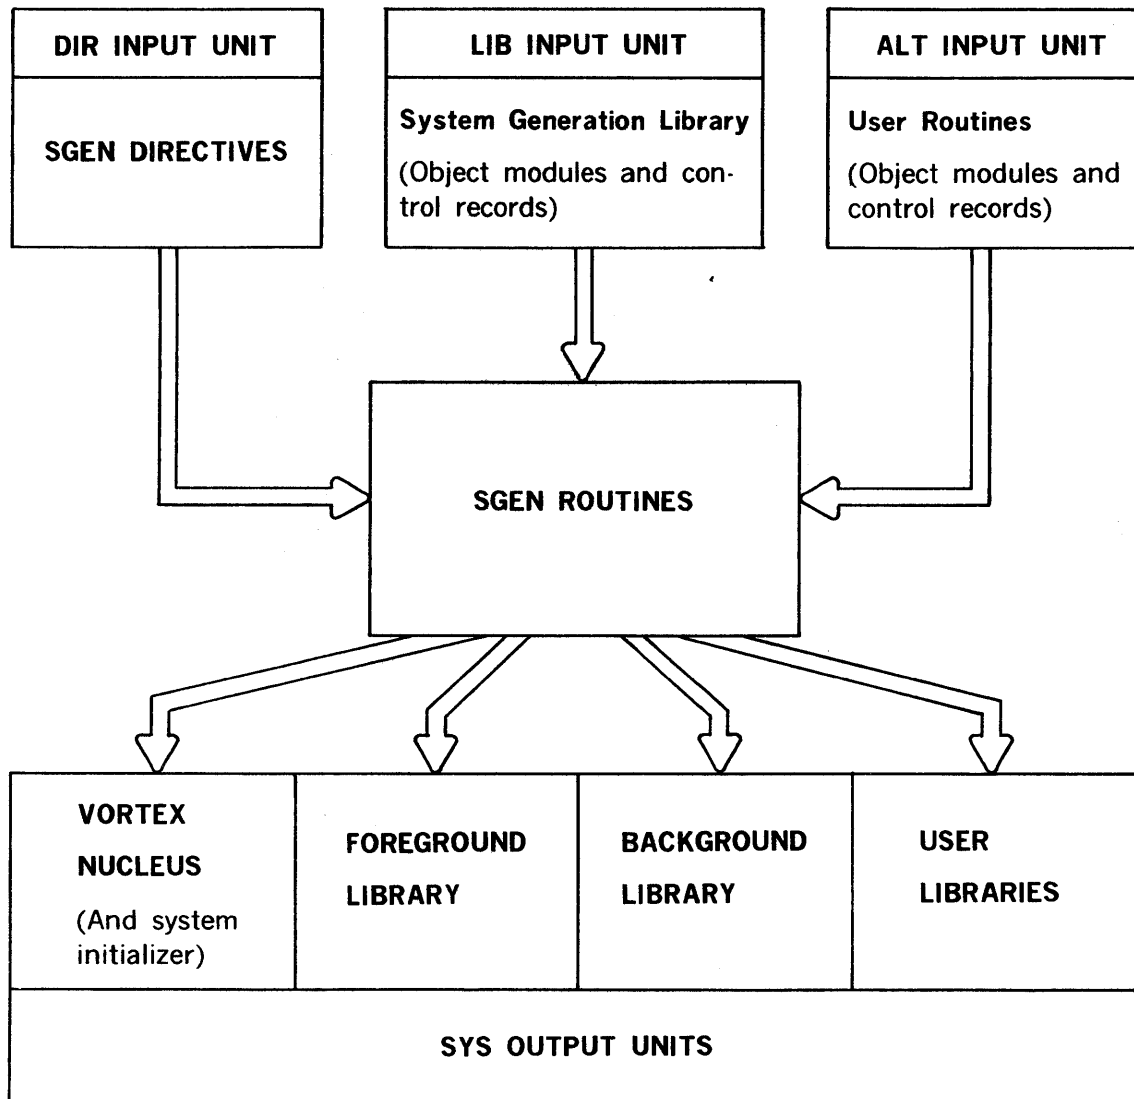 DIR INPUT UNIT
SGEN DIRECTIVES
LIB INPUT UNIT
System Generation Library
(Object modules and con-
trol records)
ALT INPUT UNIT
User Routines
(Object modules and
control records)
SGEN ROUTINES
VORTEX
NUCLEUS
(And system
initializer)
FOREGROUND
LIBRARY
BACKGROUND
LIBRARY
USER
LIBRARIES
SYS OUTPUT UNITS